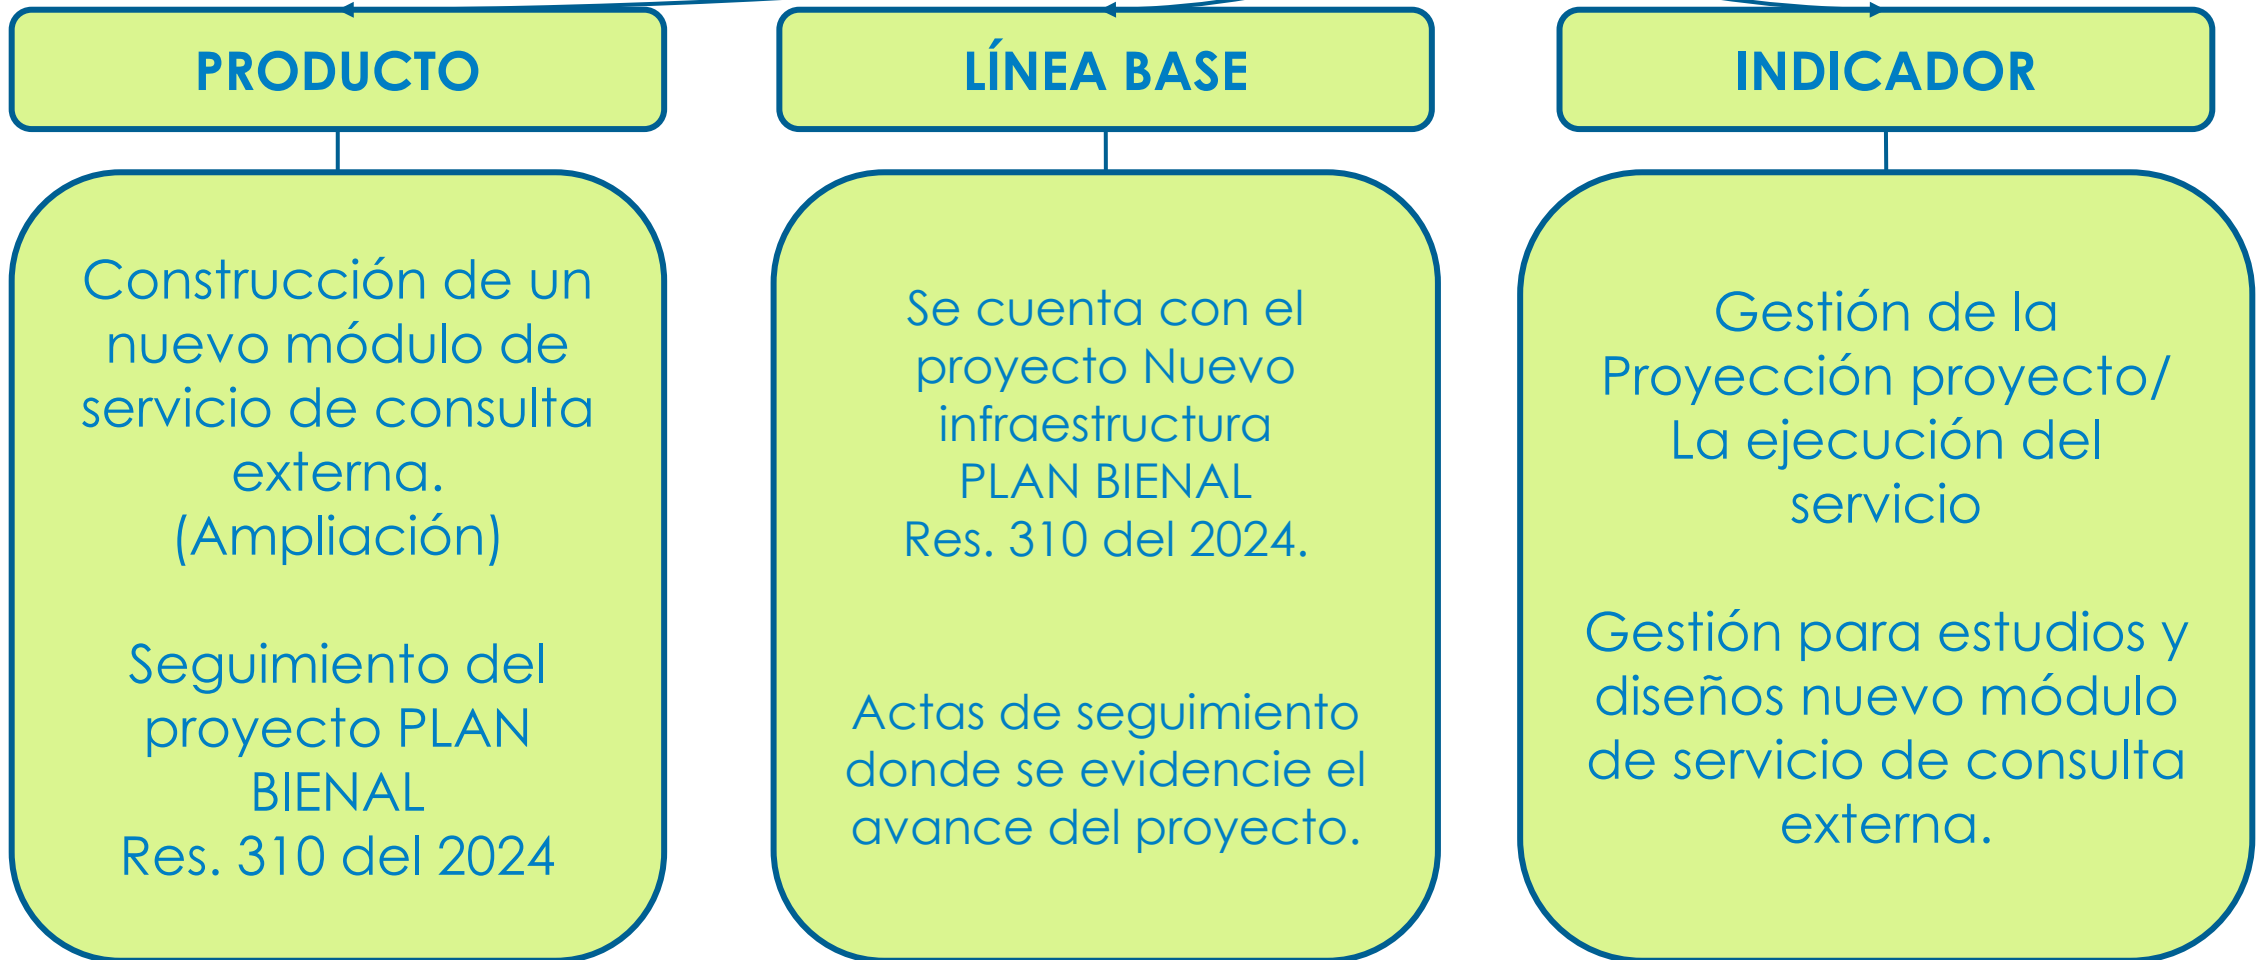 PRODUCTO
Construcción de un
nuevo módulo de
servicio de consulta
externa.
(Ampliación)
Seguimiento del
proyecto PLAN
BIENAL
Res. 310 del 2024
LÍNEA BASE
Se cuenta con el
proyecto Nuevo
infraestructura
PLAN BIENAL
Res. 310 del 2024.
Actas de seguimiento
donde se evidencie el
avance del proyecto.
INDICADOR
Gestión de la
Proyección proyecto/
La ejecución del
servicio
Gestión para estudios y
diseños nuevo módulo
de servicio de consulta
externa.